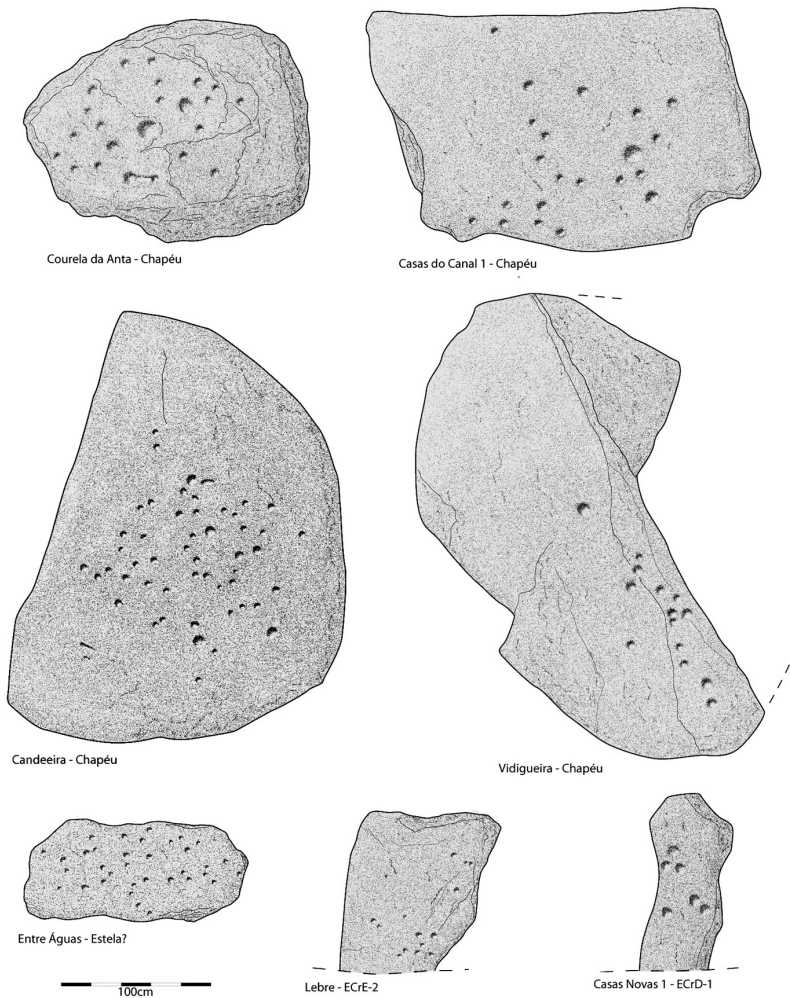 Courela da Anta - Chapéu
Casas do Canal 1 - Chapéu
Candeeira - Chapéu
Vidigueira - Chapéu
Entre Águas - Estela?
100cm
Lebre - ECrE-2
Casas Novas 1 - ECrD-1